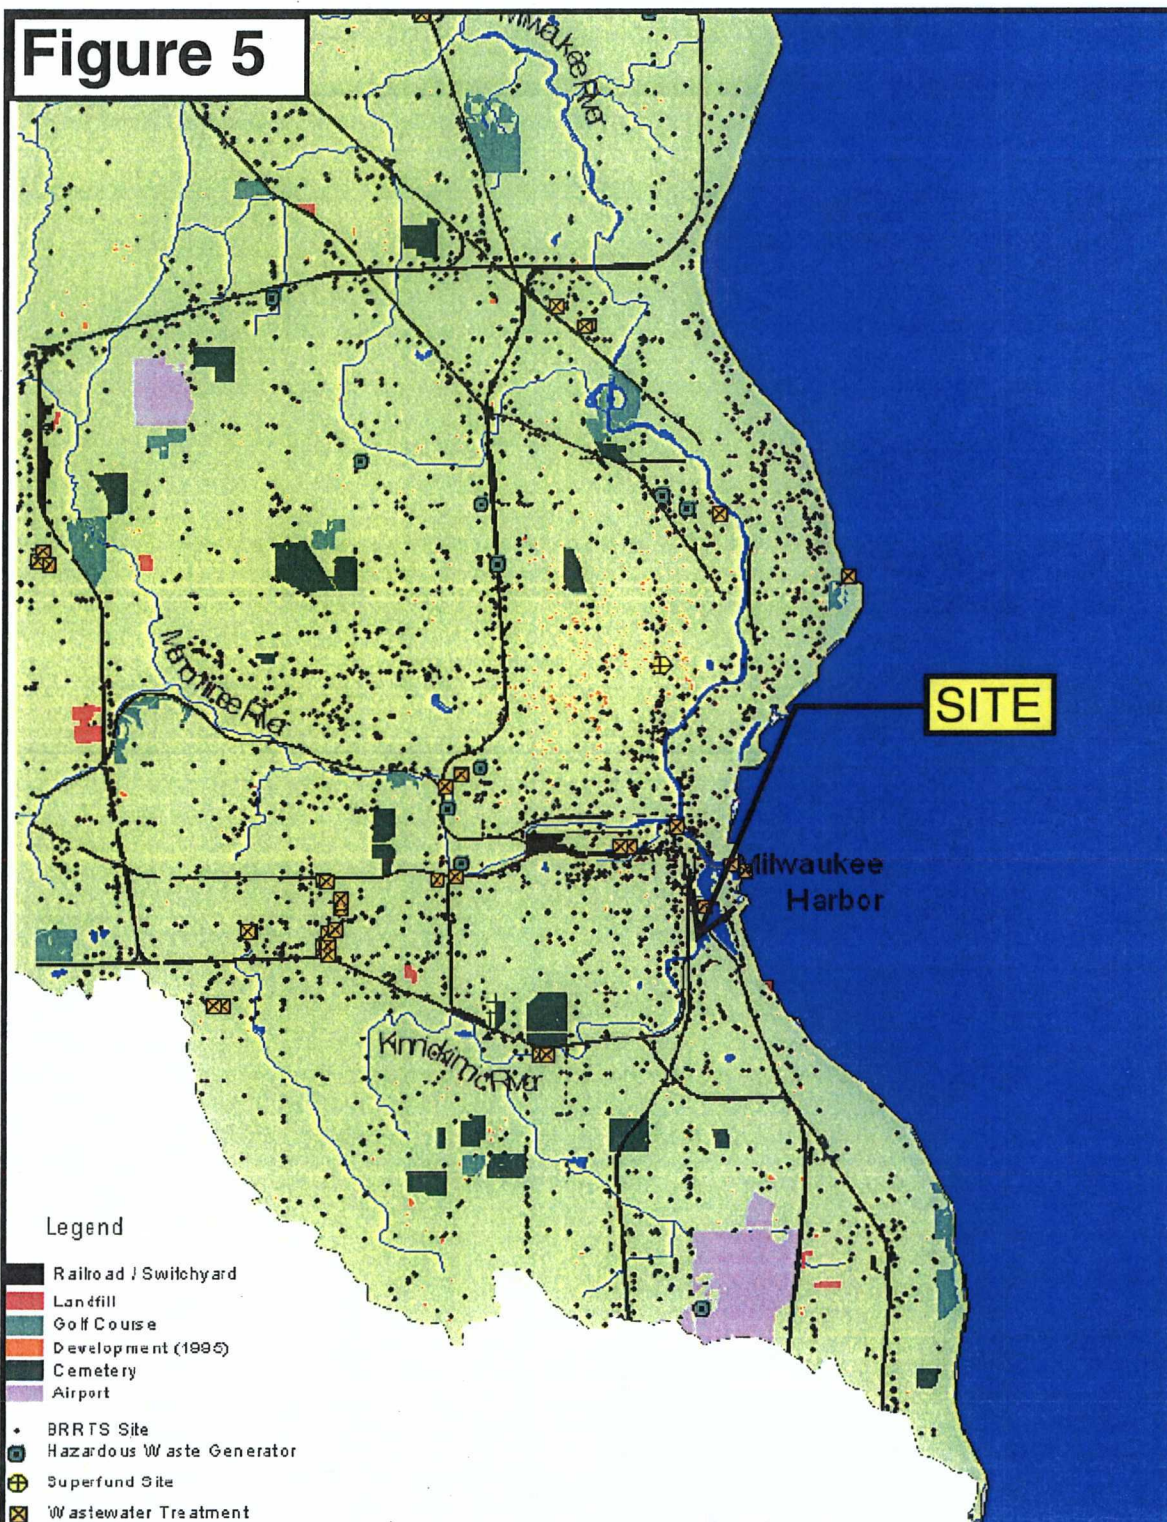 Figure 5
Milwaukee River
Menominee River
SITE
Milwaukee
Harbor
Kinnickinnic River
Legend
Railroad / Switchyard
Landfill
Golf Course
Development (1995)
Cemetery
Airport
BRRTS Site
Hazardous Waste Generator
Superfund Site
Wastewater Treatment